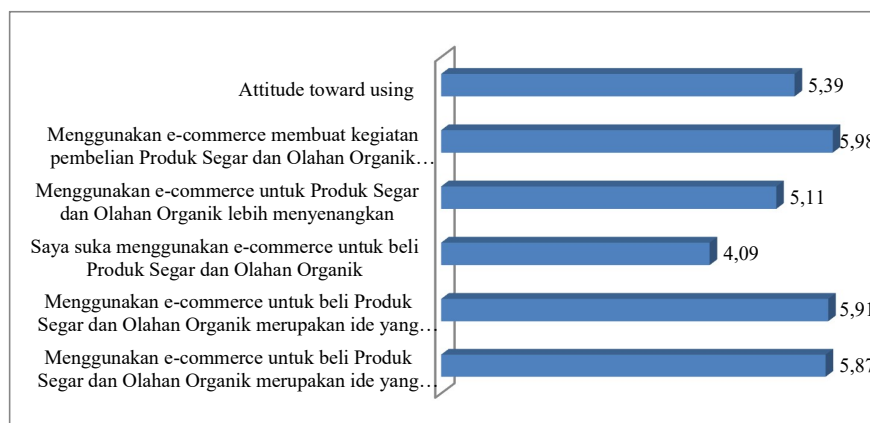 Attitude toward using
5,39
Menggunakan e-commerce membuat kegiatan
pembelian Produk Segar dan Olahan Organik…
5,98
Menggunakan e-commerce untuk Produk Segar
dan Olahan Organik lebih menyenangkan
5,11
Saya suka menggunakan e-commerce untuk beli
Produk Segar dan Olahan Organik
4,09
Menggunakan e-commerce untuk beli Produk
Segar dan Olahan Organik merupakan ide yang…
5,91
Menggunakan e-commerce untuk beli Produk
Segar dan Olahan Organik merupakan ide yang…
5,87